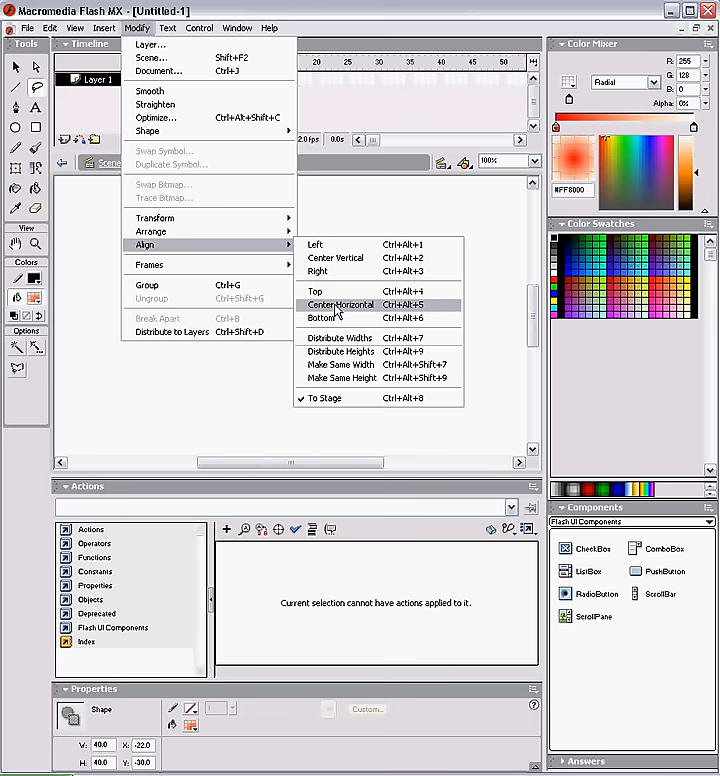 Macromedia Flash MX - [Untitled-1]
File Edit View Insert Modify Text Control Window Help
Tools
View
Colors
Options
Timeline
Layer 1
20 25 30 35 40 45 50
2.0 fps 0.0s
Scene
100%
Layer...
Scene... Shift+F2
Document... Ctrl+J
Smooth
Straighten
Optimize... Ctrl+Alt+Shift+C
Shape
Swap Symbol...
Duplicate Symbol...
Swap Bitmap...
Trace Bitmap...
Transform
Arrange
Align
Frames
Group Ctrl+G
Ungroup Ctrl+Shift+G
Break Apart Ctrl+B
Distribute to Layers Ctrl+Shift+D
Left Ctrl+Alt+1
Center Vertical Ctrl+Alt+2
Right Ctrl+Alt+3
Top Ctrl+Alt+4
Center Horizontal Ctrl+Alt+5
Bottom Ctrl+Alt+6
Distribute Widths Ctrl+Alt+7
Distribute Heights Ctrl+Alt+9
Make Same Width Ctrl+Alt+Shift+7
Make Same Height Ctrl+Alt+Shift+9
To Stage Ctrl+Alt+8
Actions
Actions
Operators
Functions
Constants
Properties
Objects
Deprecated
Flash UI Components
Index
Current selection cannot have actions applied to it.
Properties
Shape
1
Custom...
W: 40.0 X: -22.0
H: 40.0 Y: -30.0
Color Mixer
Radial
R: 255
G: 128
B: 0
Alpha: 0%
#FF8000
Color Swatches
Components
Flash UI Components
CheckBox ComboBox
ListBox PushButton
RadioButton ScrollBar
ScrollPane
Answers